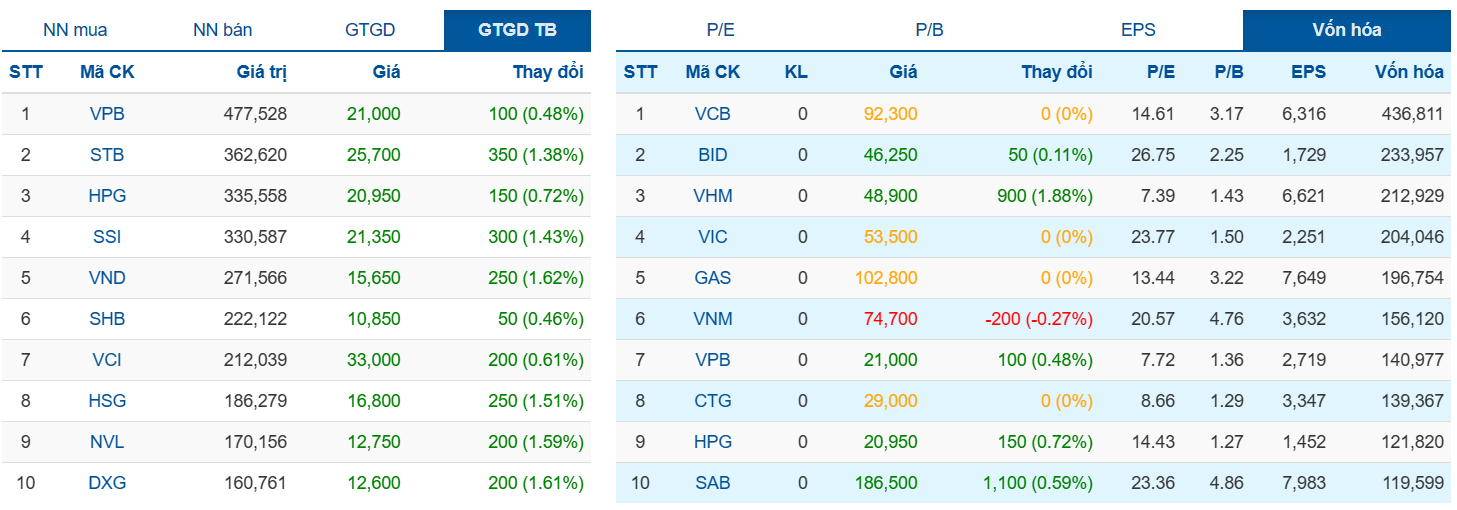 NN mua NN bán GTGD GTGD TB
STT Mã CK Giá trị Giá Thay đổi
1 VPB 477,528 21,000 100 (0.48%)
2 STB 362,620 25,700 350 (1.38%)
3 HPG 335,558 20,950 150 (0.72%)
4 SSI 330,587 21,350 300 (1.43%)
5 VND 271,566 15,650 250 (1.62%)
6 SHB 222,122 10,850 50 (0.46%)
7 VCI 212,039 33,000 200 (0.61%)
8 HSG 186,279 16,800 250 (1.51%)
9 NVL 170,156 12,750 200 (1.59%)
10 DXG 160,761 12,600 200 (1.61%)
P/E P/B EPS Vốn hóa
STT Mã CK KL Giá Thay đổi P/E P/B EPS Vốn hóa
1 VCB 0 92,300 0 (0%) 14.61 3.17 6,316 436,811
2 BID 0 46,250 50 (0.11%) 26.75 2.25 1,729 233,957
3 VHM 0 48,900 900 (1.88%) 7.39 1.43 6,621 212,929
4 VIC 0 53,500 0 (0%) 23.77 1.50 2,251 204,046
5 GAS 0 102,800 0 (0%) 13.44 3.22 7,649 196,754
6 VNM 0 74,700 -200 (-0.27%) 20.57 4.76 3,632 156,120
7 VPB 0 21,000 100 (0.48%) 7.72 1.36 2,719 140,977
8 CTG 0 29,000 0 (0%) 8.66 1.29 3,347 139,367
9 HPG 0 20,950 150 (0.72%) 14.43 1.27 1,452 121,820
10 SAB 0 186,500 1,100 (0.59%) 23.36 4.86 7,983 119,599